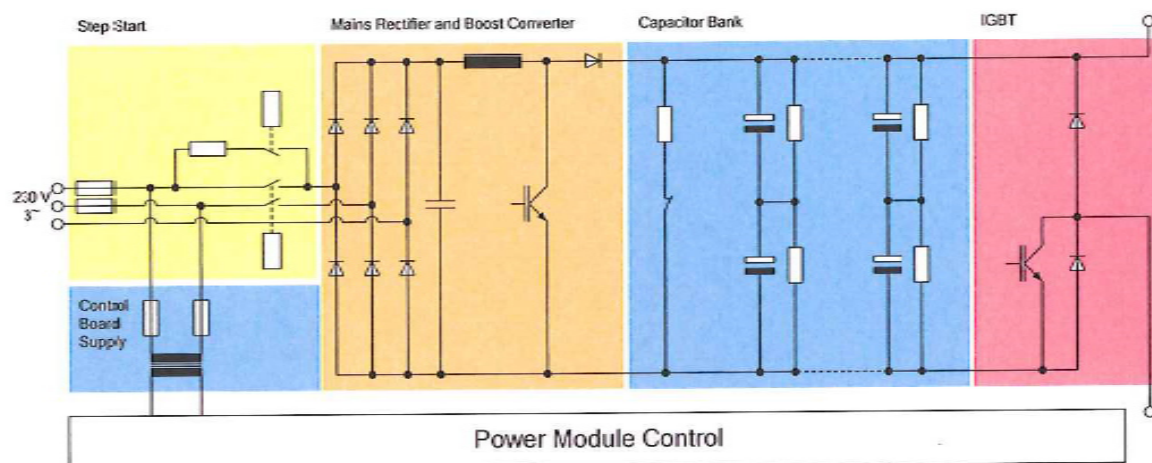 Step Start
Mains Rectifier and Boost Converter
Capacitor Bank
IGBT
230 V
3~
Control
Board
Supply
Power Module Control